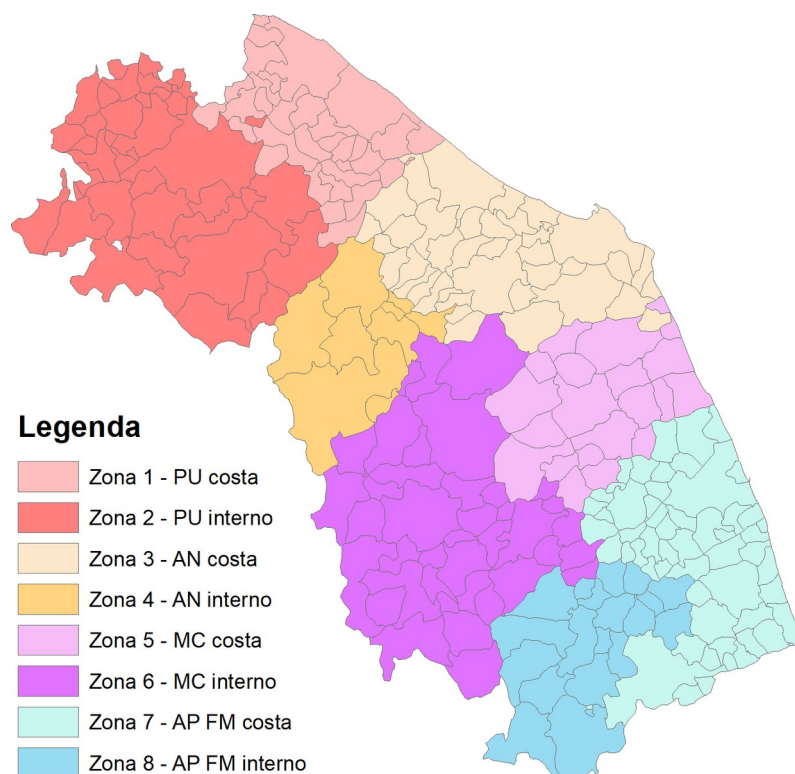 Legenda
Zona 1 - PU costa
Zona 2 - PU interno
Zona 3 - AN costa
Zona 4 - AN interno
Zona 5 - MC costa
Zona 6 - MC interno
Zona 7 - AP FM costa
Zona 8 - AP FM interno